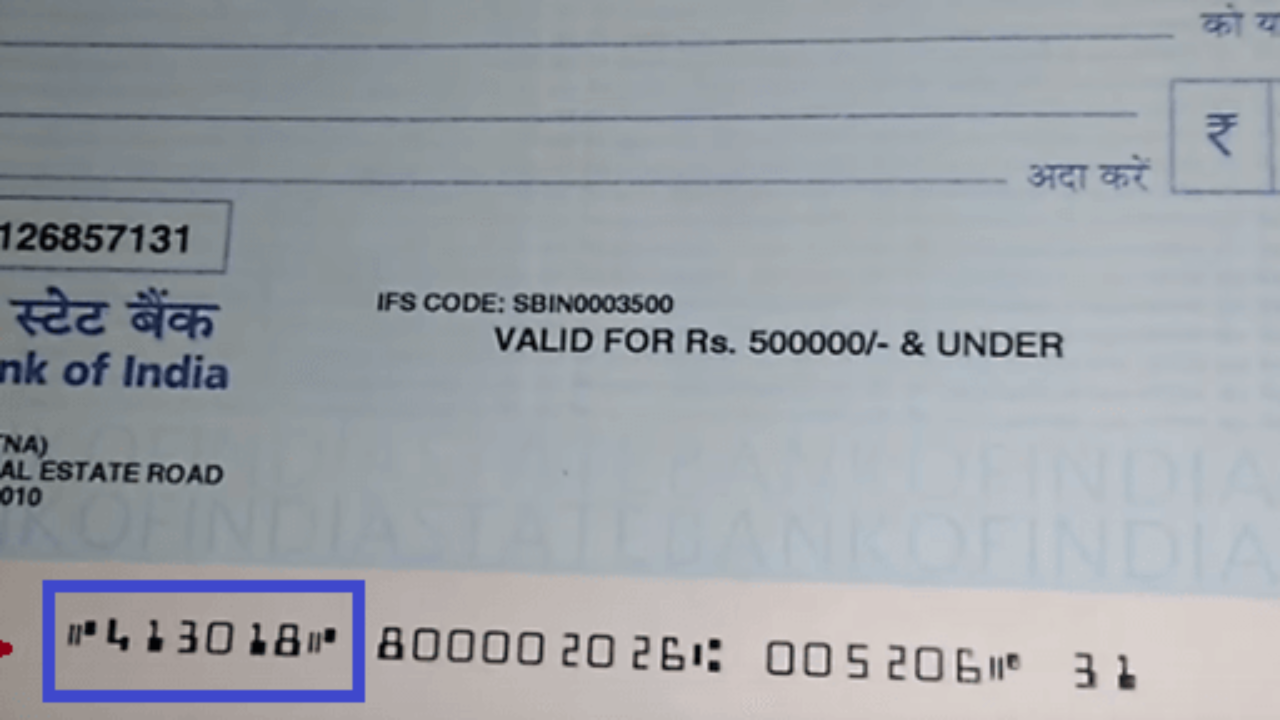 को य
₹
अदा करें
126857131
स्टेट बैंक
nk of India
IFS CODE: SBIN0003500
VALID FOR Rs. 500000/- & UNDER
NA)
AL ESTATE ROAD
010
KOFINDIASTATEBANKOFINDIA
⑈413018⑈ 800002026⑆ 005206⑈ 31